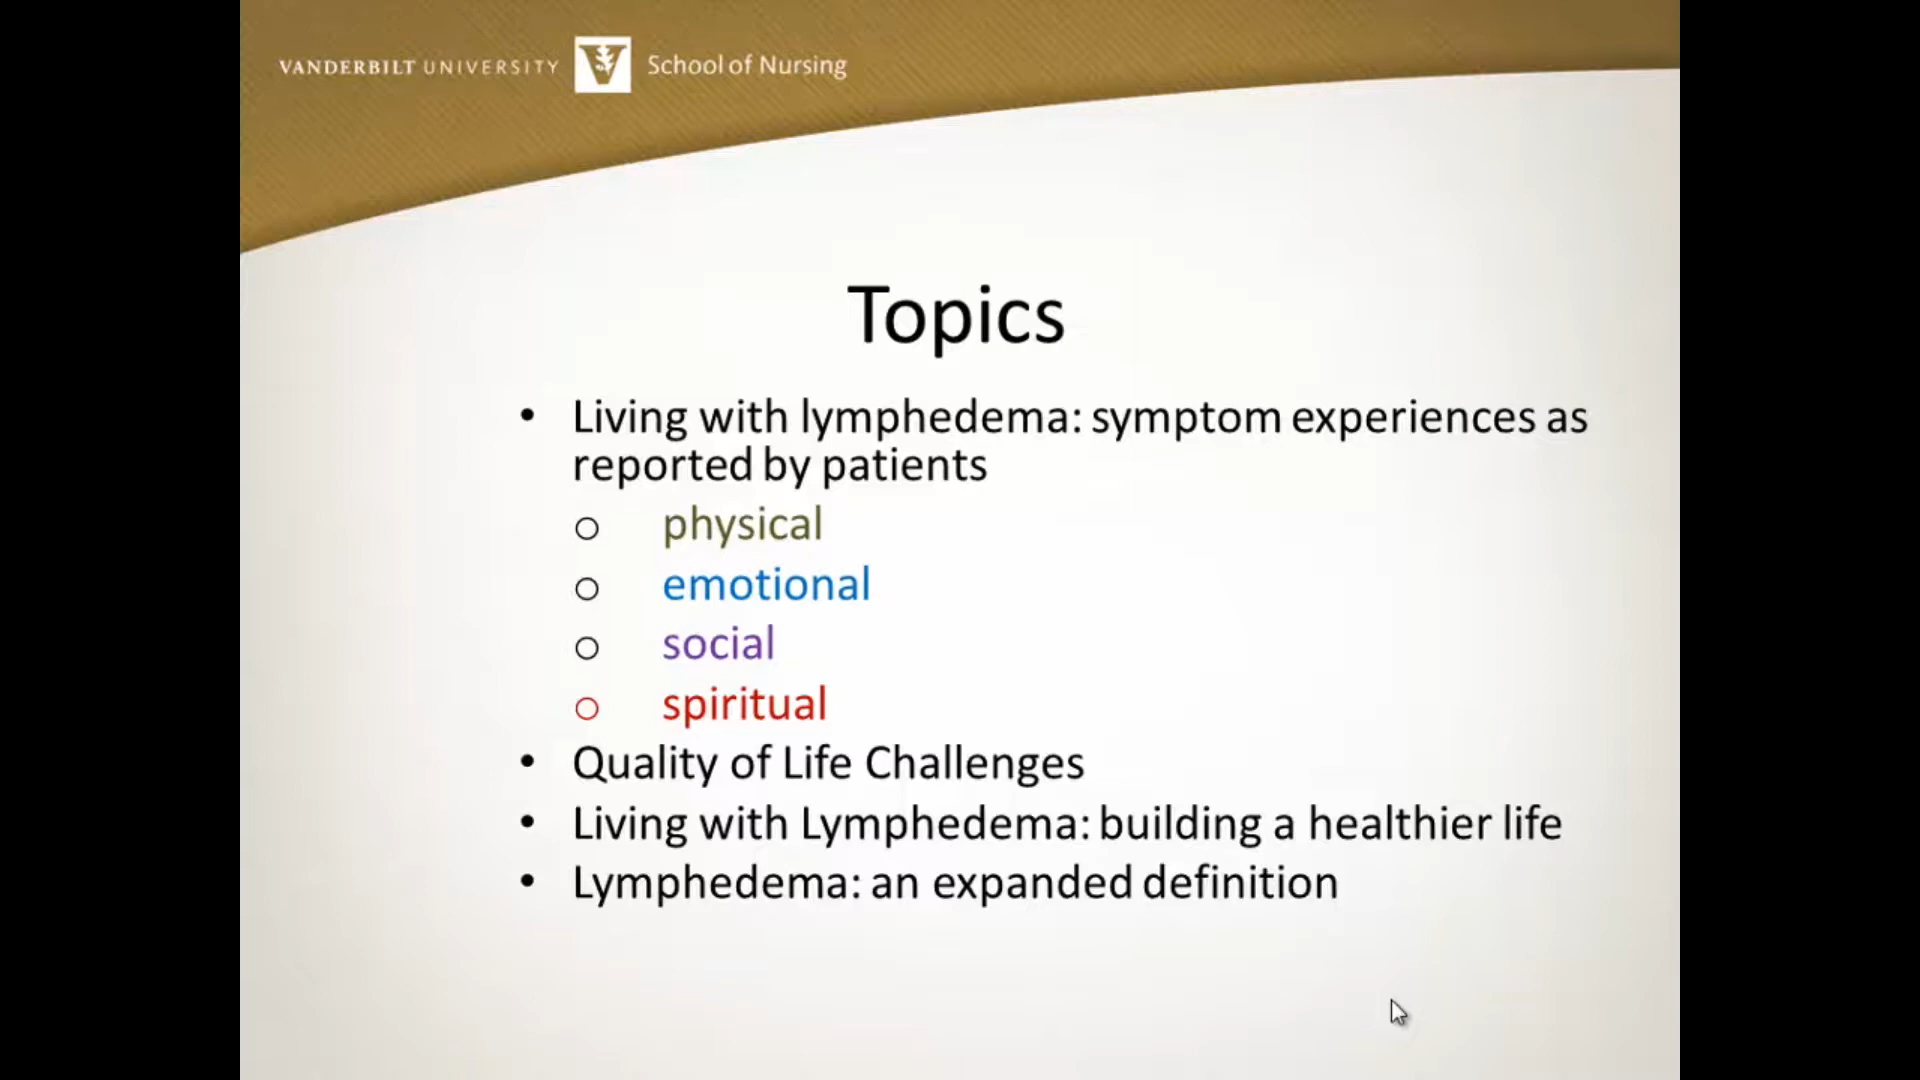 VANDERBILT UNIVERSITY V School of Nursing
Topics
• Living with lymphedema: symptom experiences as
reported by patients
o physical
o emotional
o social
o spiritual
• Quality of Life Challenges
• Living with Lymphedema: building a healthier life
• Lymphedema: an expanded definition